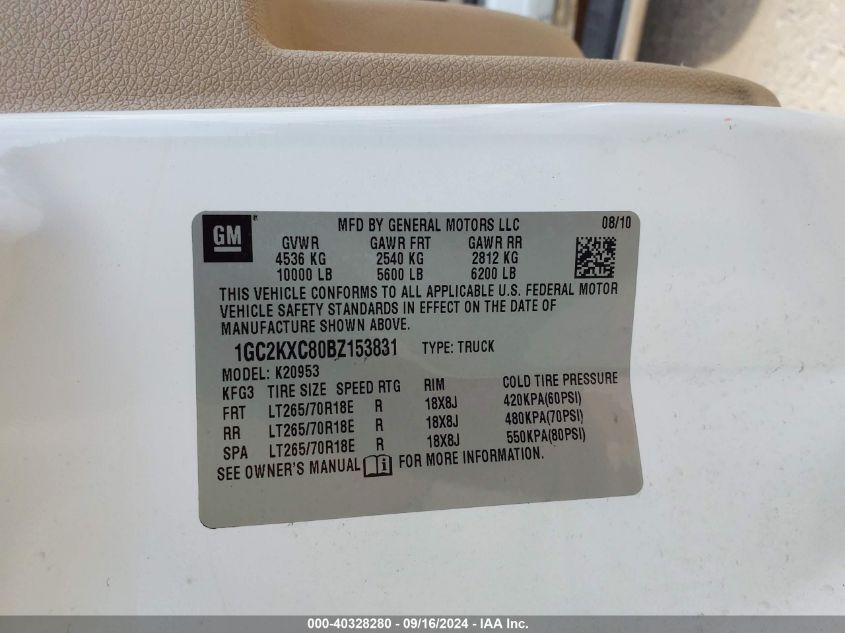 GM
MFD BY GENERAL MOTORS LLC 08/10
GVWR GAWR FRT GAWR RR
4536 KG 2540 KG 2812 KG
10000 LB 5600 LB 6200 LB
THIS VEHICLE CONFORMS TO ALL APPLICABLE U.S. FEDERAL MOTOR
VEHICLE SAFETY STANDARDS IN EFFECT ON THE DATE OF
MANUFACTURE SHOWN ABOVE.
1GC2KXC80BZ153831 TYPE: TRUCK
MODEL: K20953
KFG3 TIRE SIZE SPEED RTG RIM COLD TIRE PRESSURE
FRT LT265/70R18E R 18X8J 420KPA(60PSI)
RR LT265/70R18E R 18X8J 480KPA(70PSI)
SPA LT265/70R18E R 18X8J 550KPA(80PSI)
SEE OWNER'S MANUAL i FOR MORE INFORMATION.
000-40328280 - 09/16/2024 - IAA Inc.